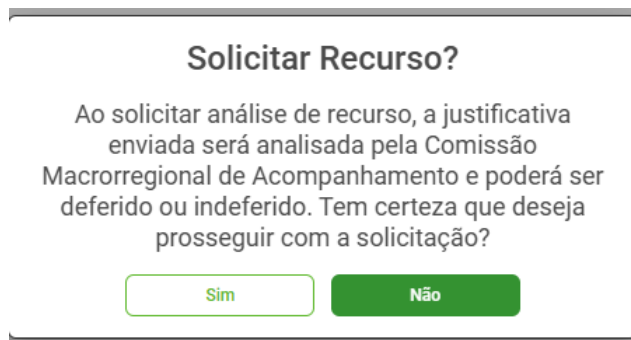 Solicitar Recurso?
Ao solicitar análise de recurso, a justificativa
enviada será analisada pela Comissão
Macrorregional de Acompanhamento e poderá ser
deferido ou indeferido. Tem certeza que deseja
prosseguir com a solicitação?
Sim
Não